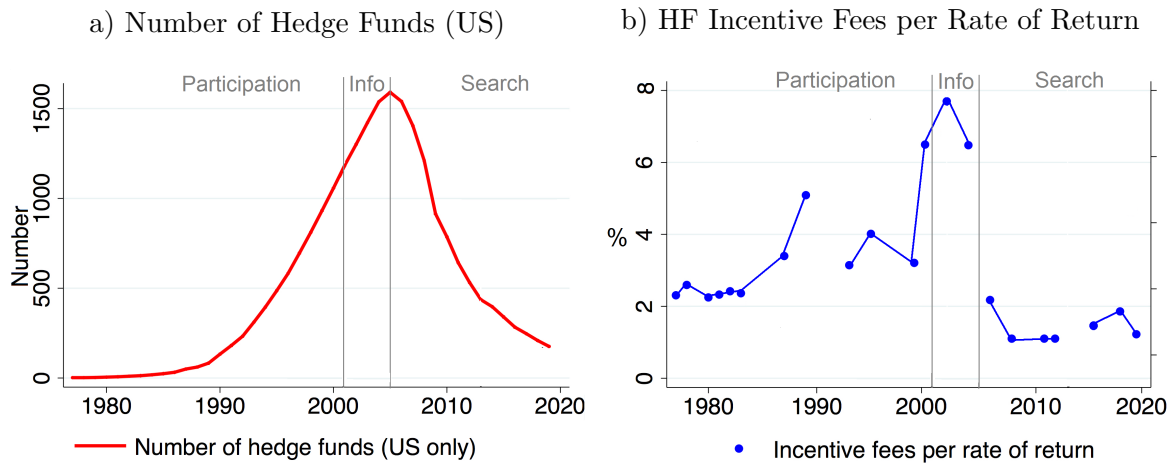 a) Number of Hedge Funds (US)
Participation Info Search
1500
1000
500
0
Number
1980 1990 2000 2010 2020
Number of hedge funds (US only)
b) HF Incentive Fees per Rate of Return
Participation Info Search
8
6
4
2
0
%
1980 1990 2000 2010 2020
Incentive fees per rate of return